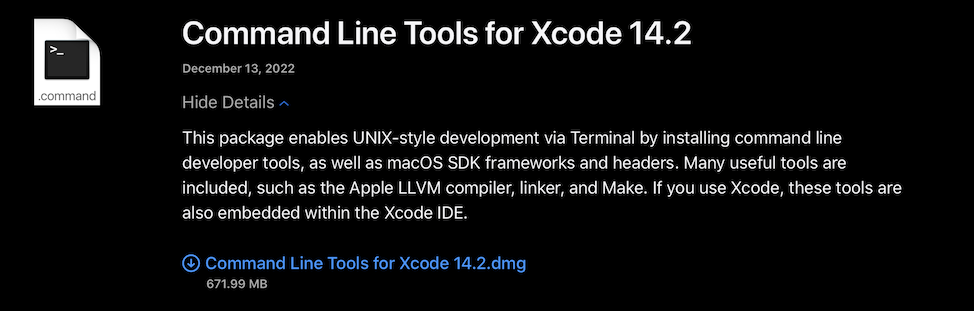 >_
.command
Command Line Tools for Xcode 14.2
December 13, 2022
Hide Details
This package enables UNIX-style development via Terminal by installing command line
developer tools, as well as macOS SDK frameworks and headers. Many useful tools are
included, such as the Apple LLVM compiler, linker, and Make. If you use Xcode, these tools are
also embedded within the Xcode IDE.
Command Line Tools for Xcode 14.2.dmg
671.99 MB